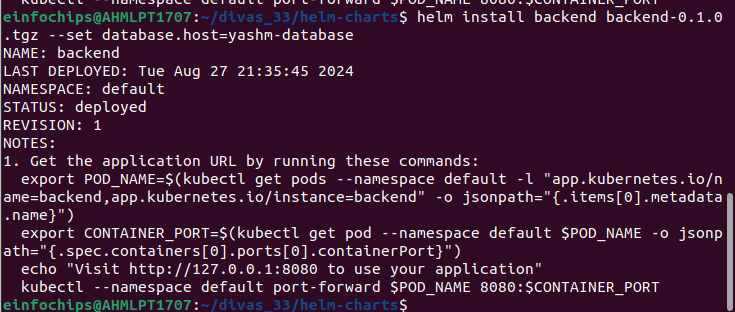 kubectl --namespace default port-forward $POD_NAME 8080:$CONTAINER_PORT
einfochips@AHMLPT1707:~/divas_33/helm-charts$ helm install backend backend-0.1.0
.tgz --set database.host=yashm-database
NAME: backend
LAST DEPLOYED: Tue Aug 27 21:35:45 2024
NAMESPACE: default
STATUS: deployed
REVISION: 1
NOTES:
1. Get the application URL by running these commands:
  export POD_NAME=$(kubectl get pods --namespace default -l "app.kubernetes.io/n
ame=backend,app.kubernetes.io/instance=backend" -o jsonpath="{.items[0].metadata
.name}")
  export CONTAINER_PORT=$(kubectl get pod --namespace default $POD_NAME -o jsonp
ath="{.spec.containers[0].ports[0].containerPort}")
  echo "Visit http://127.0.0.1:8080 to use your application"
  kubectl --namespace default port-forward $POD_NAME 8080:$CONTAINER_PORT
einfochips@AHMLPT1707:~/divas_33/helm-charts$